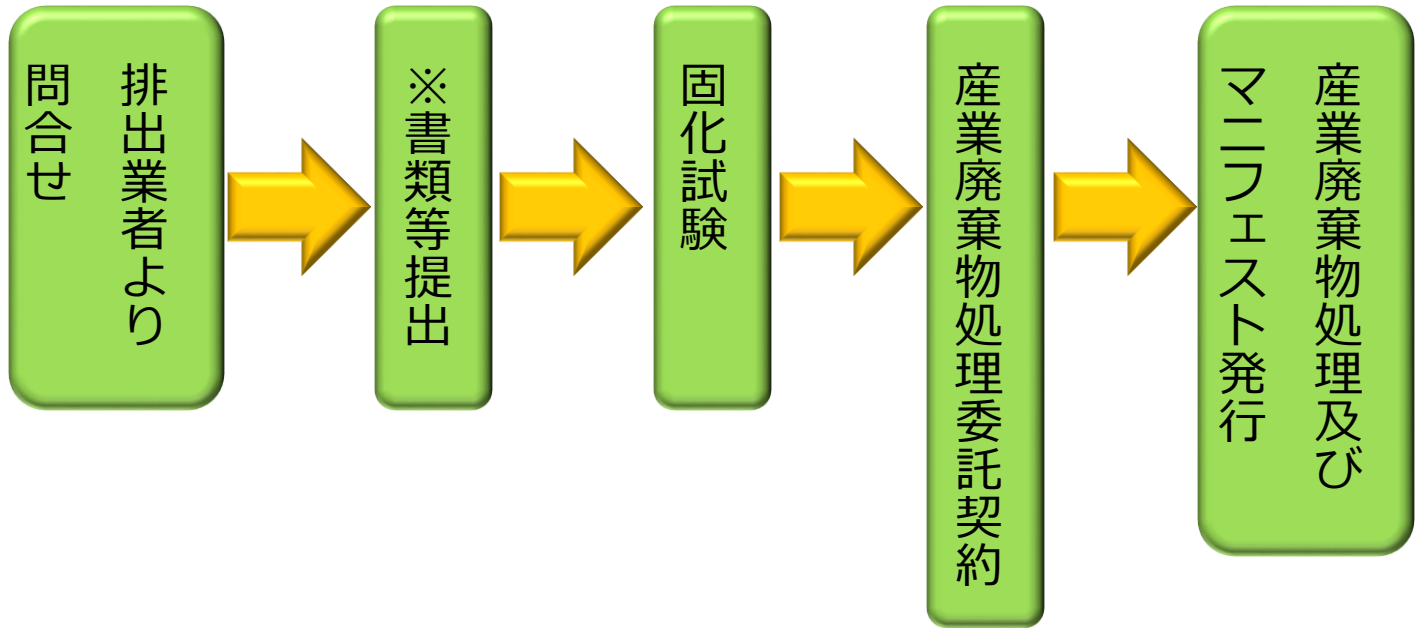 排出業者より
問合せ
※書類等提出
固化試験
産業廃棄物処理委託契約
産業廃棄物処理及び
マニフェスト発行